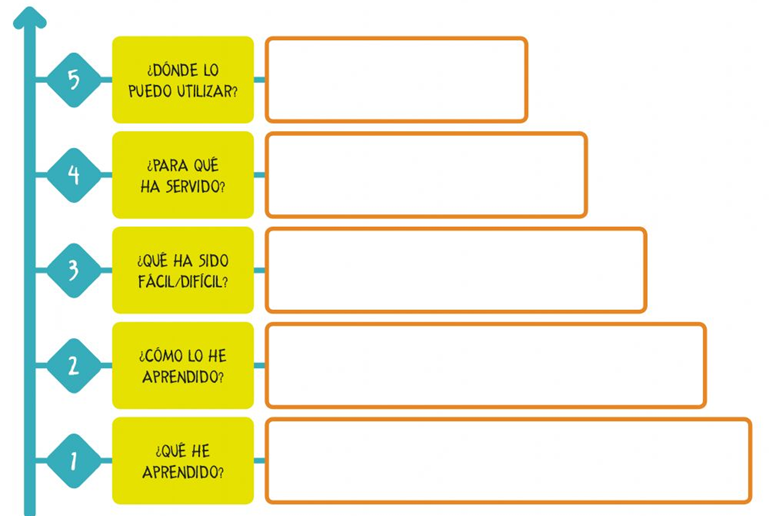 5
¿DÓNDE LO
PUEDO UTILIZAR?
4
¿PARA QUÉ
HA SERVIDO?
3
¿QUÉ HA SIDO
FÁCIL/DIFÍCIL?
2
¿CÓMO LO HE
APRENDIDO?
1
¿QUÉ HE
APRENDIDO?